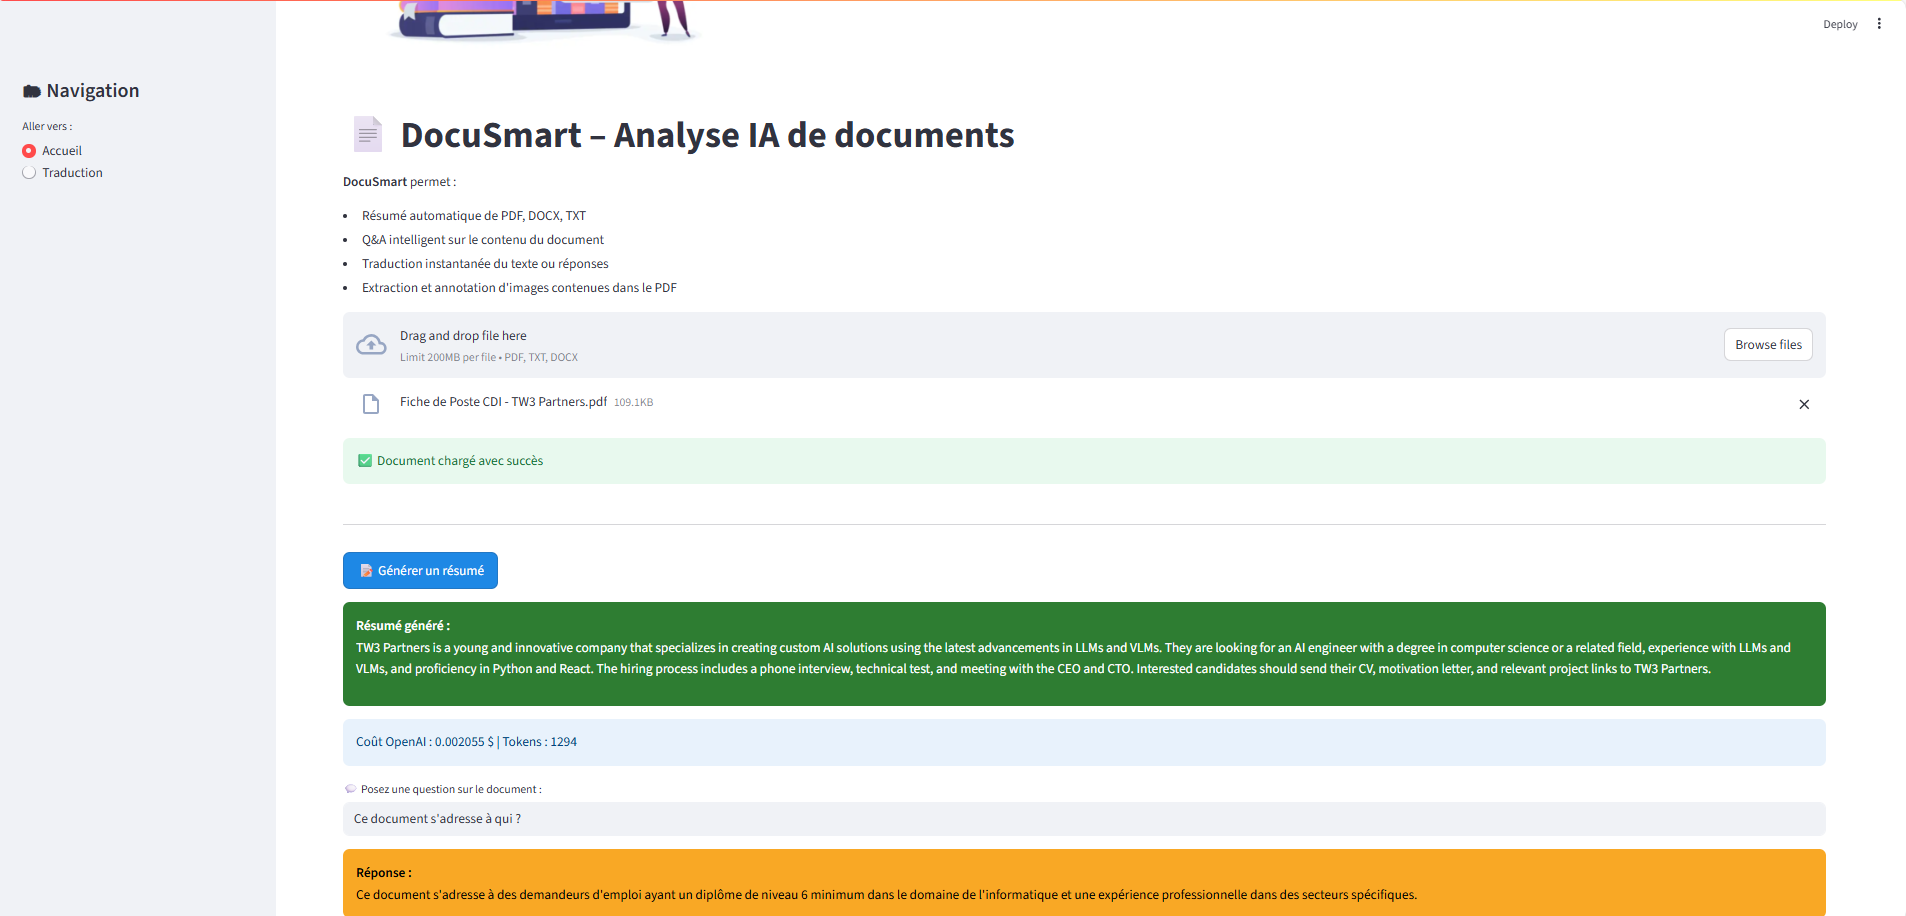 Deploy
Navigation
Aller vers :
Accueil
Traduction
DocuSmart – Analyse IA de documents
DocuSmart permet :
• Résumé automatique de PDF, DOCX, TXT
• Q&A intelligent sur le contenu du document
• Traduction instantanée du texte ou réponses
• Extraction et annotation d'images contenues dans le PDF
Drag and drop file here
Limit 200MB per file • PDF, TXT, DOCX
Browse files
Fiche de Poste CDI - TW3 Partners.pdf 109.1KB
Document chargé avec succès
Générer un résumé
Résumé généré :
TW3 Partners is a young and innovative company that specializes in creating custom AI solutions using the latest advancements in LLMs and VLMs. They are looking for an AI engineer with a degree in computer science or a related field, experience with LLMs and
VLMs, and proficiency in Python and React. The hiring process includes a phone interview, technical test, and meeting with the CEO and CTO. Interested candidates should send their CV, motivation letter, and relevant project links to TW3 Partners.
Coût OpenAI : 0.002055 $ | Tokens : 1294
Posez une question sur le document :
Ce document s'adresse à qui ?
Réponse :
Ce document s'adresse à des demandeurs d'emploi ayant un diplôme de niveau 6 minimum dans le domaine de l'informatique et une expérience professionnelle dans des secteurs spécifiques.